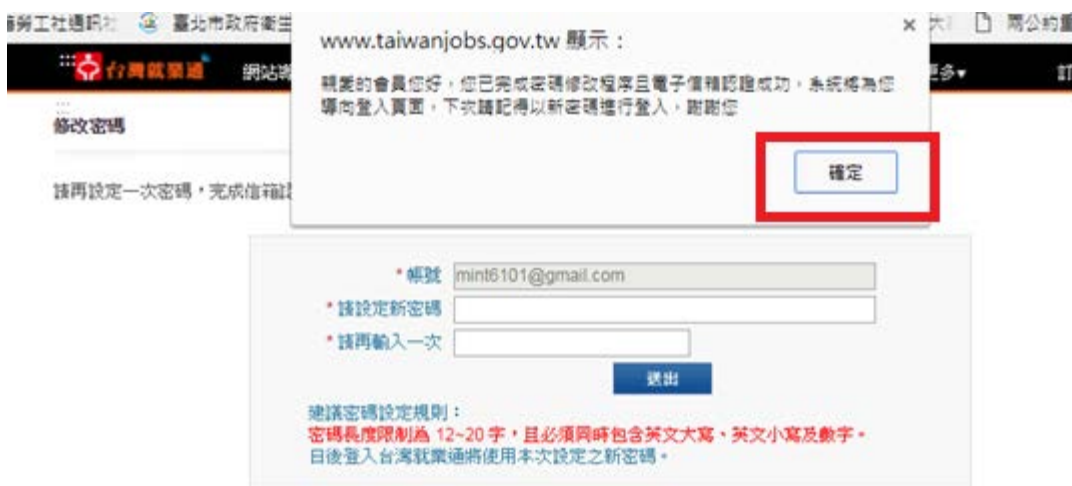 臺北市政府衛生
兩公約
台灣就業通
修改密碼
請再設定一次密碼，完成信箱
www.taiwanjobs.gov.tw 顯示：
親愛的會員您好，您已完成密碼修改程序且電子信箱認證成功，系統將為您
導向登入頁面，下次請記得以新密碼進行登入，謝謝您
確定
*帳號 mint6101@gmail.com
*請設定新密碼
*請再輸入一次
送出
建議密碼設定規則：
密碼長度限制為 12~20 字，且必須同時包含英文大寫、英文小寫及數字。
日後登入台灣就業通將使用本次設定之新密碼。